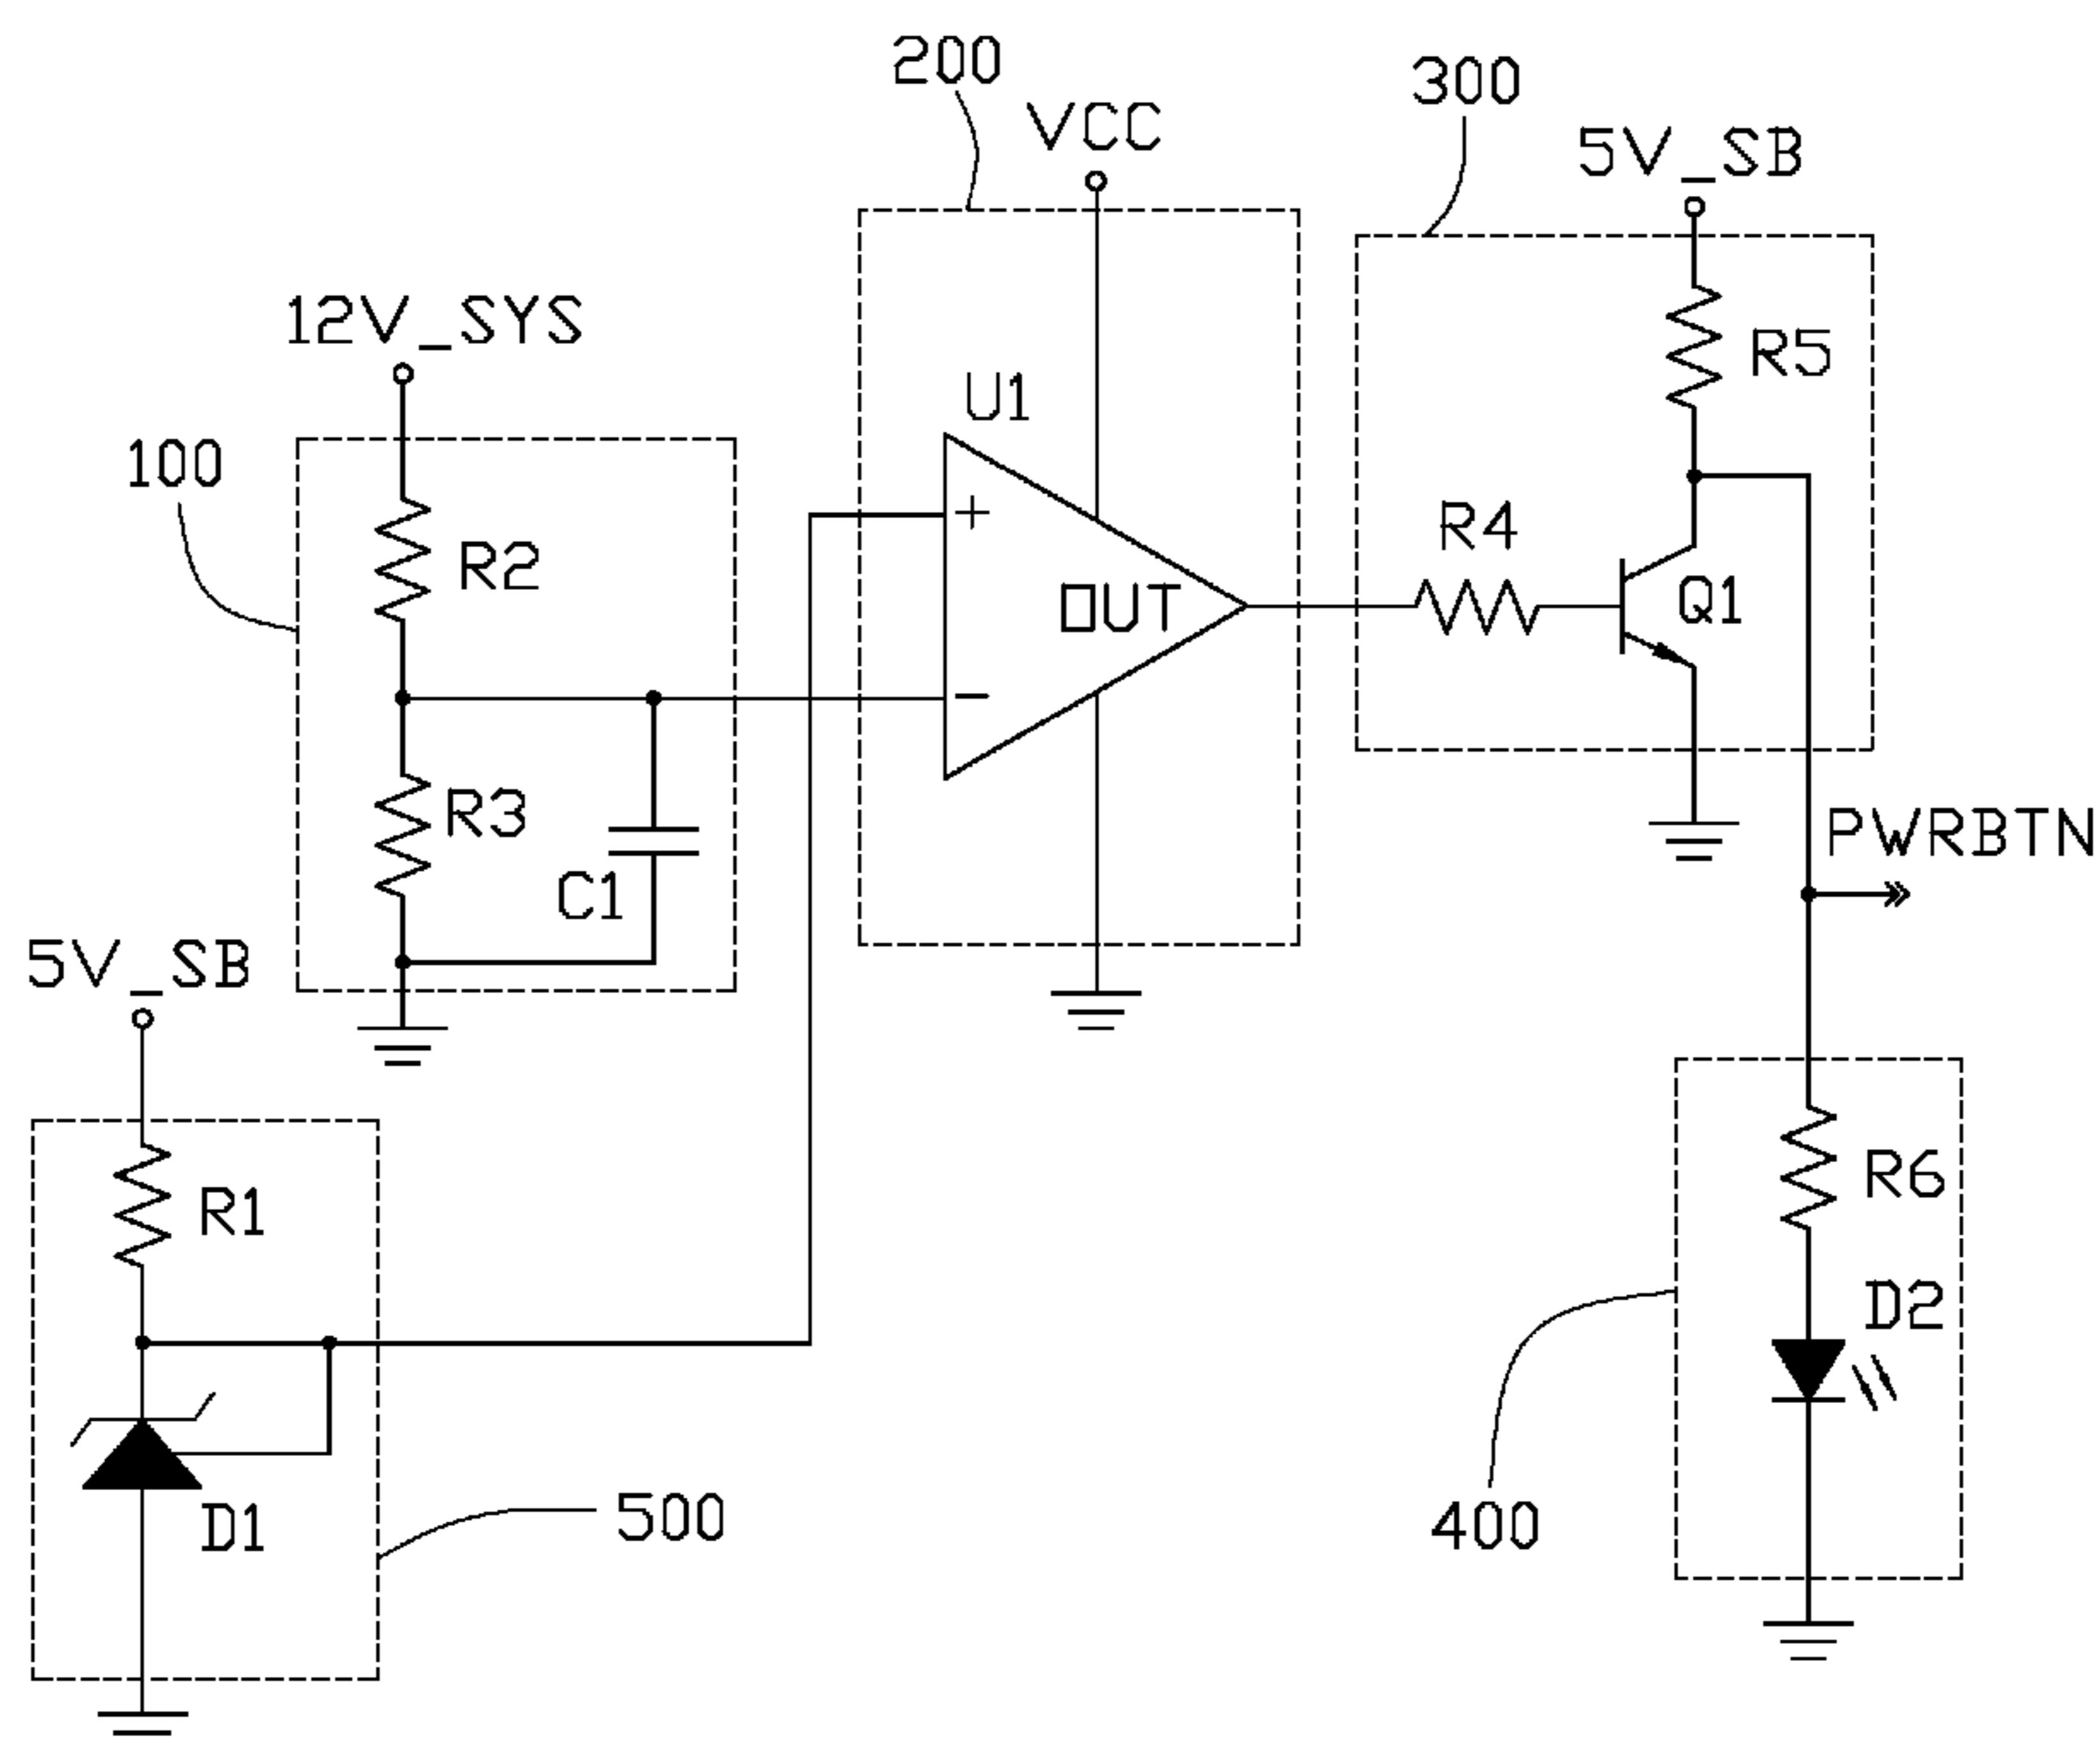 200
300
VCC
5V_SB
12V_SYS
R5
U1
100
+
R4
R2
OUT
Q1
−
R3
PWRBTN
C1
5V_SB
R1
R6
D2
500
400
D1